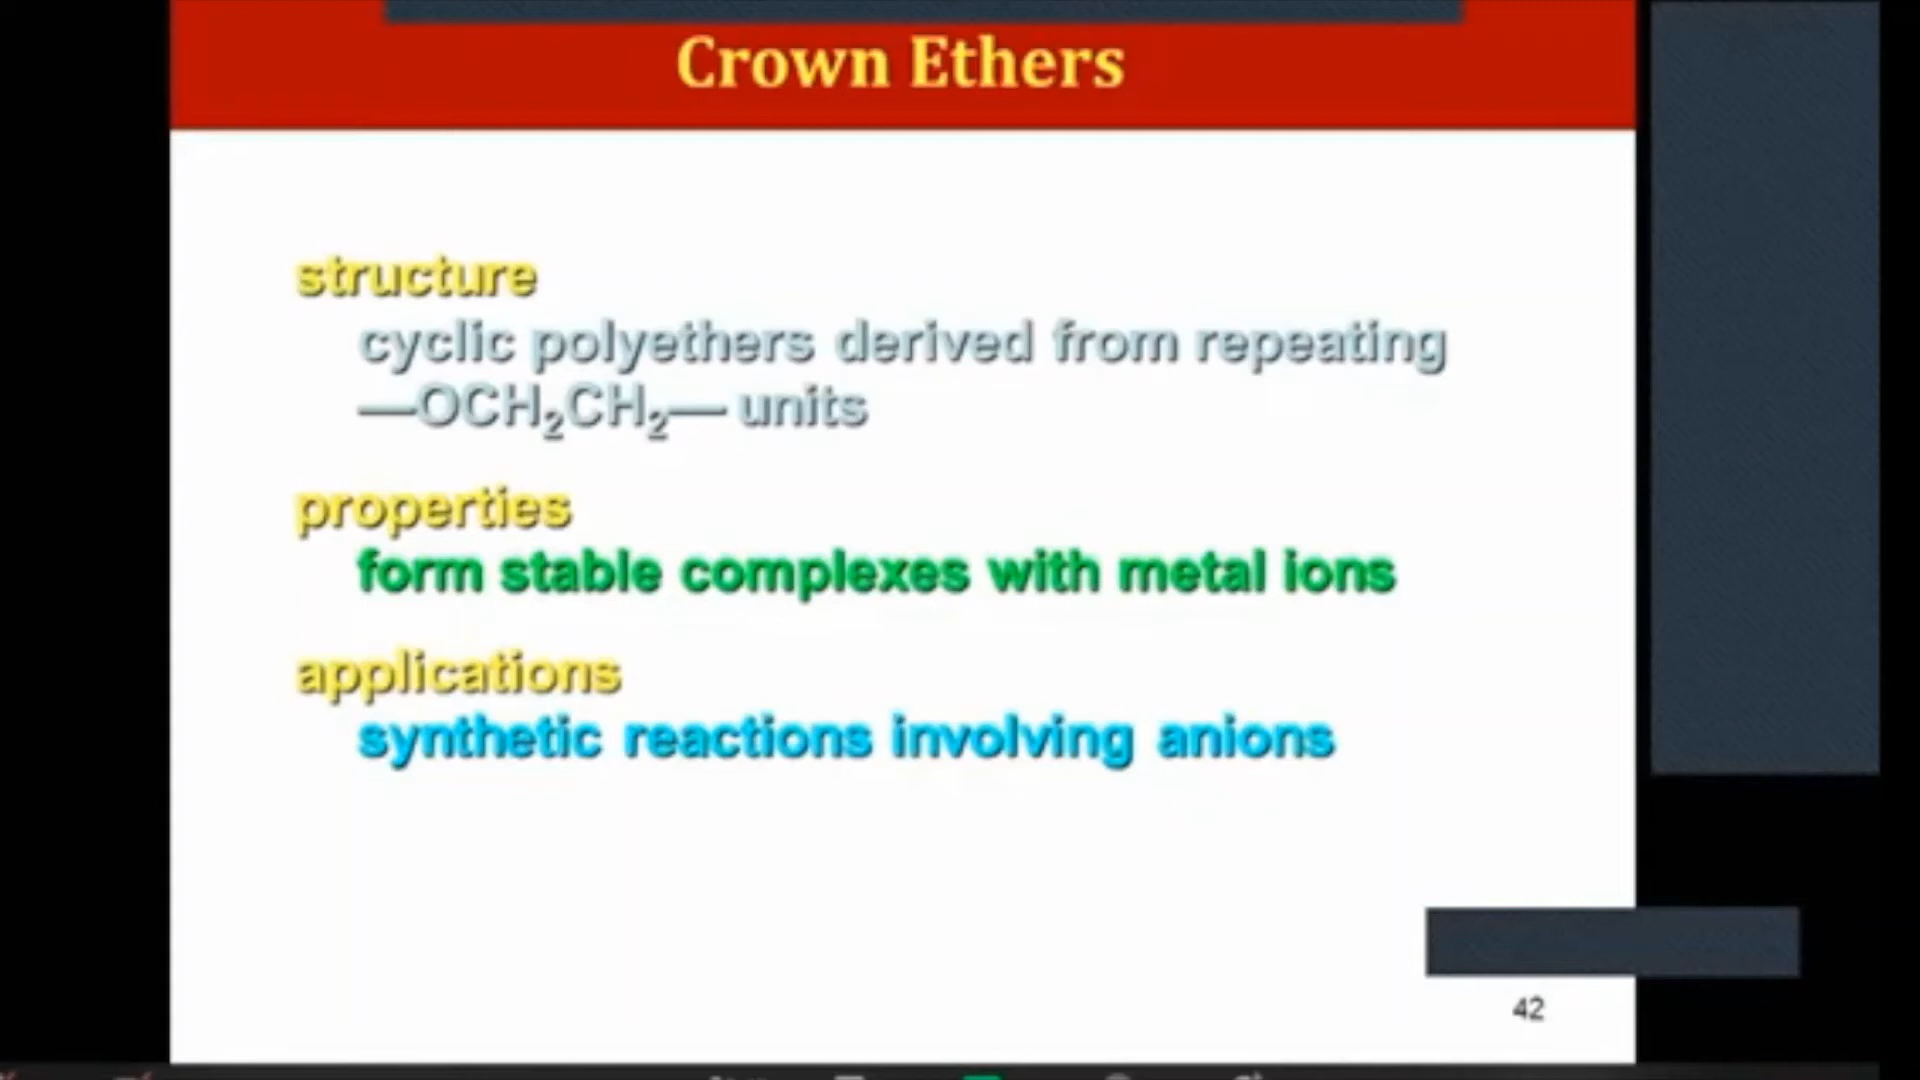 Crown Ethers
structure
cyclic polyethers derived from repeating
—OCH₂CH₂— units
properties
form stable complexes with metal ions
applications
synthetic reactions involving anions
42